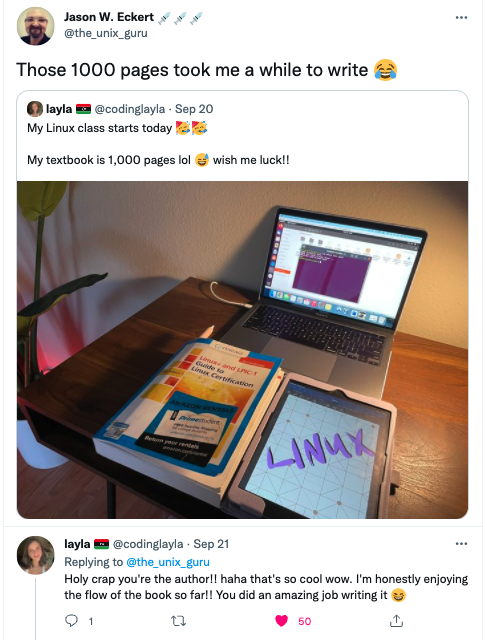 Jason W. Eckert 💉 💉 💉
@the_unix_guru
Those 1000 pages took me a while to write 😂
layla 🇱🇾 @codinglayla · Sep 20
My Linux class starts today 🥳🥳
My textbook is 1,000 pages lol 😅 wish me luck!!
Linux+ and LPIC-1
Guide to
Linux Certification
Return your rentals
LINUX
layla 🇱🇾 @codinglayla · Sep 21
Replying to @the_unix_guru
Holy crap you're the author!! haha that's so cool wow. I'm honestly enjoying
the flow of the book so far!! You did an amazing job writing it 😆
1
50